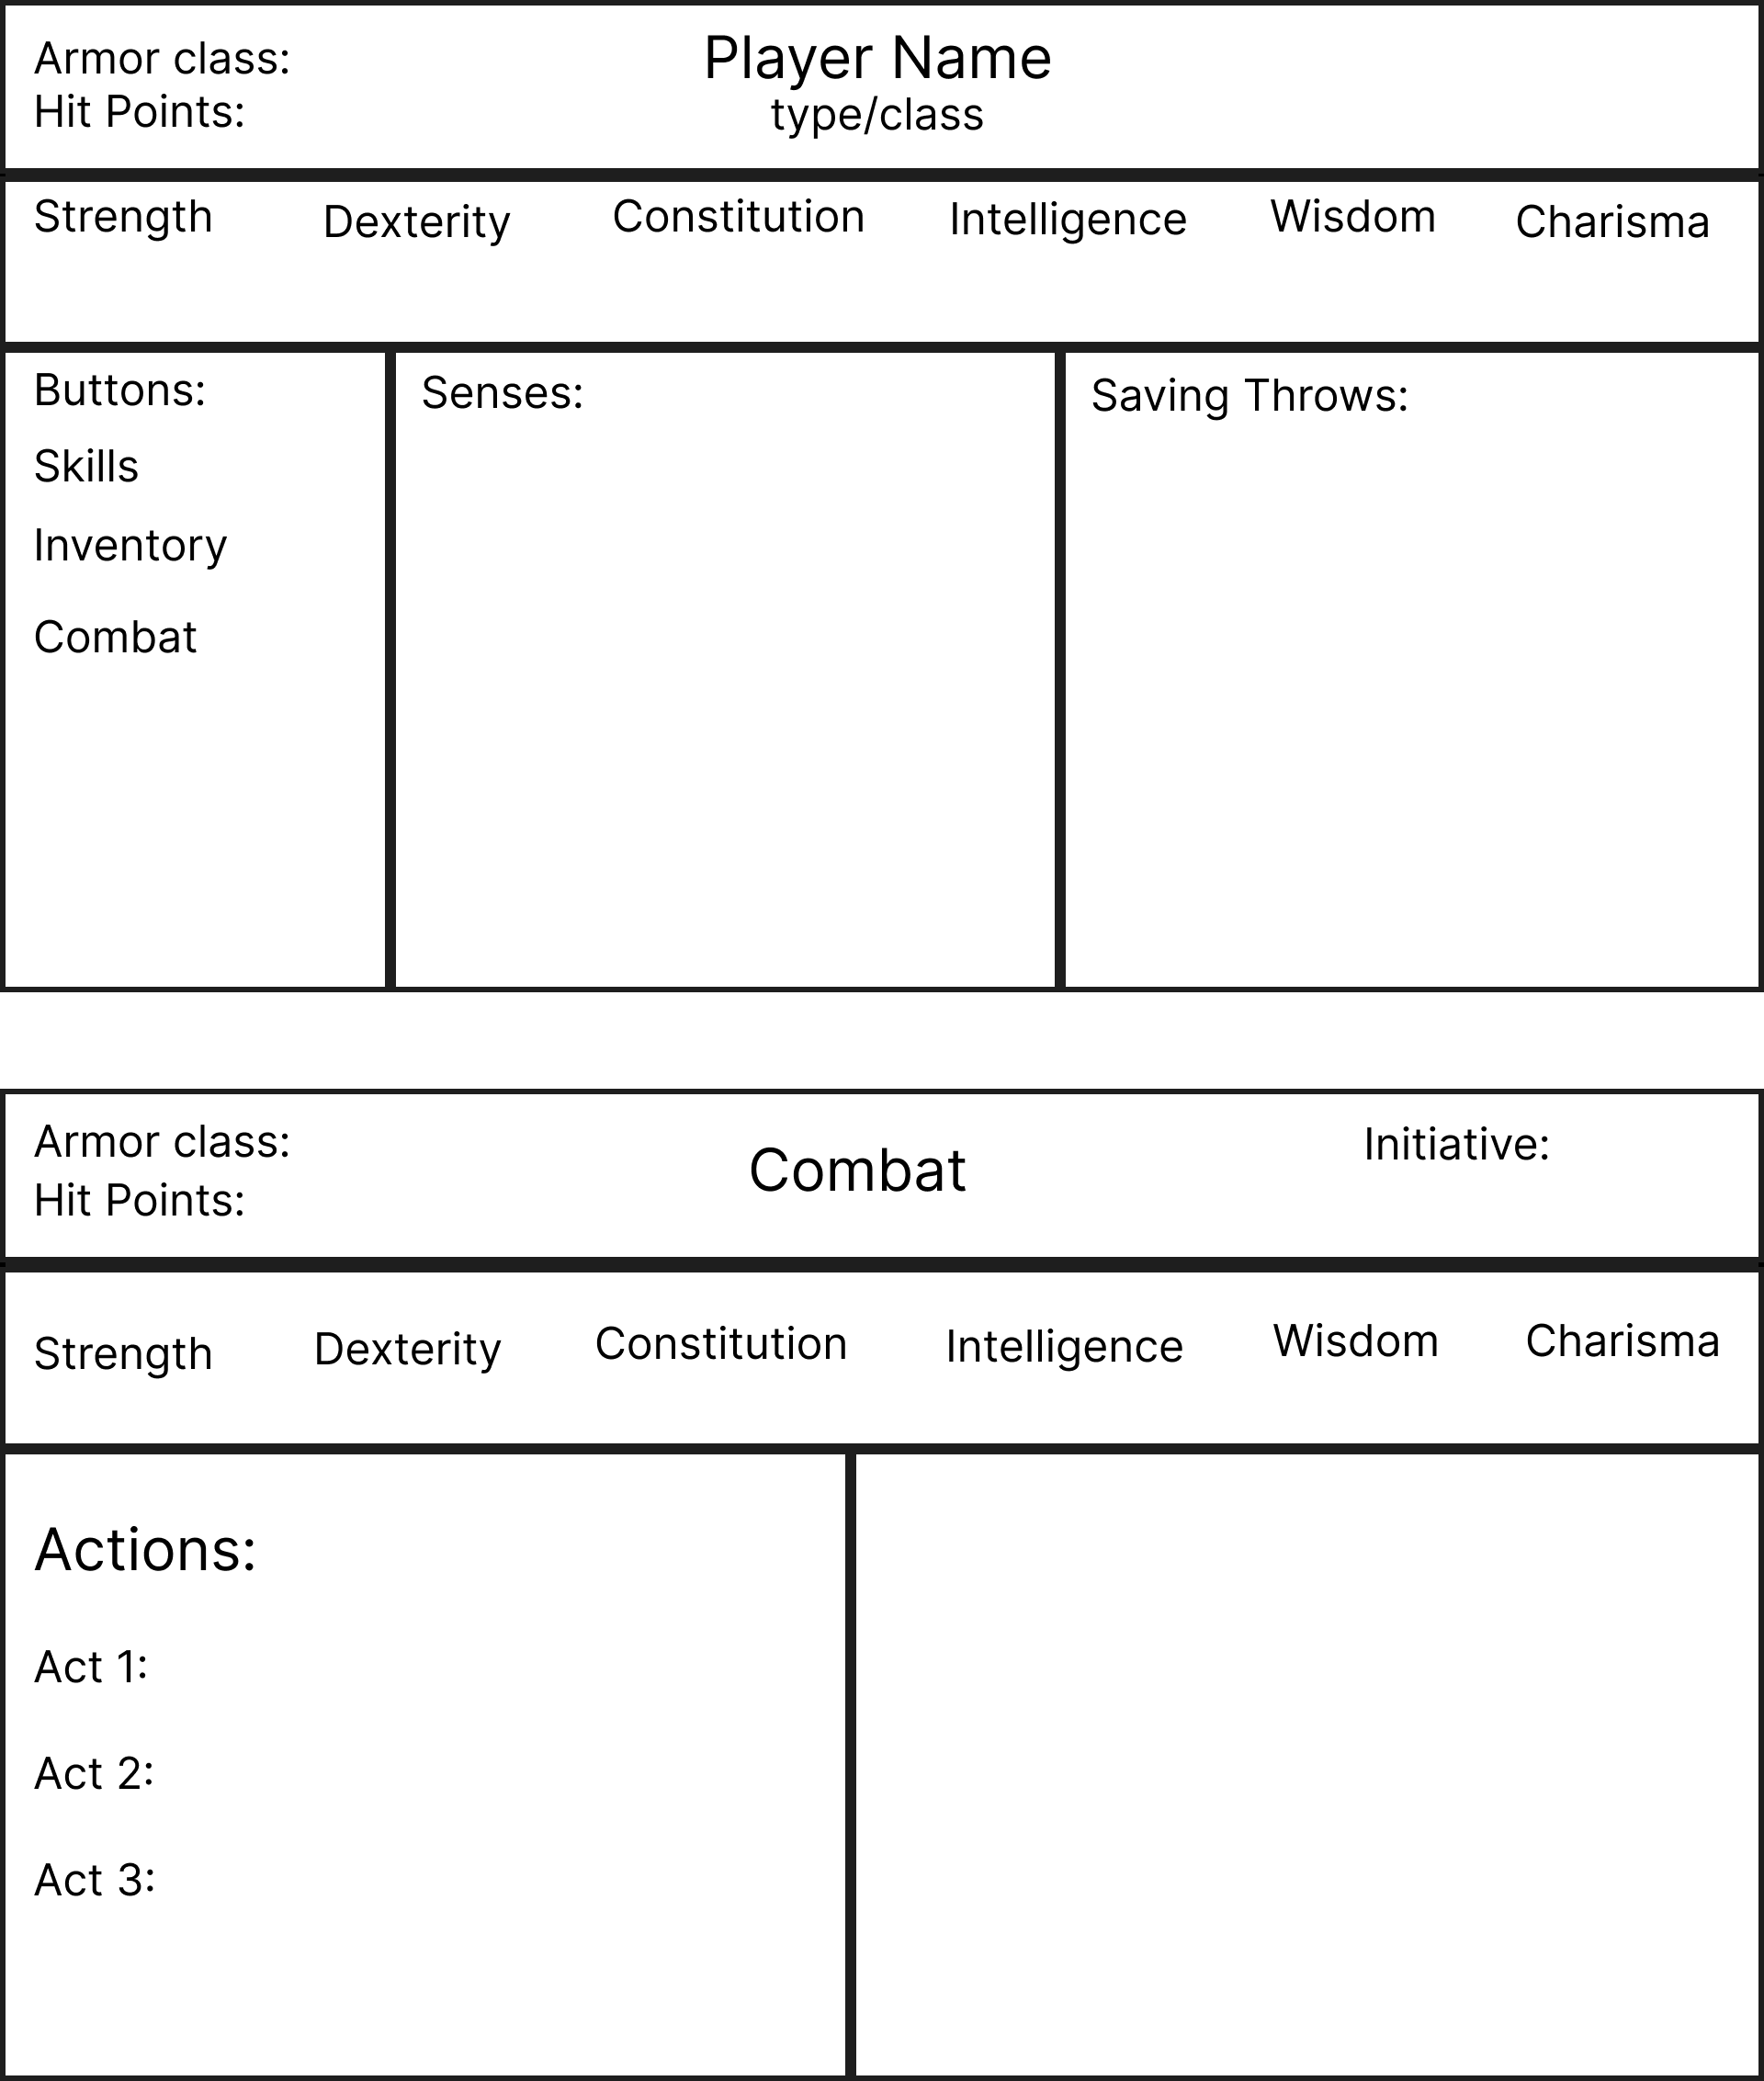 Armor class:
Hit Points:
Player Name
type/class
Strength Dexterity Constitution Intelligence Wisdom Charisma
Buttons:
Skills
Inventory
Combat
Senses:
Saving Throws:
Armor class:
Hit Points:
Combat
Initiative:
Strength Dexterity Constitution Intelligence Wisdom Charisma
Actions:
Act 1:
Act 2:
Act 3: